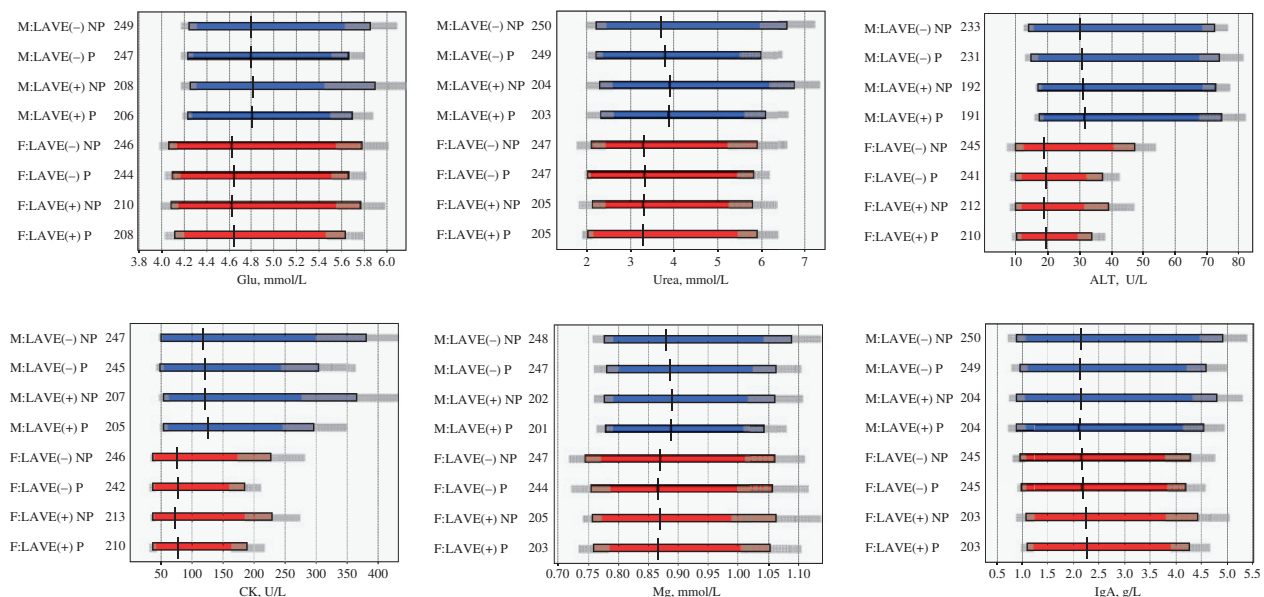 M:LAVE(–) NP 249
M:LAVE(–) P 247
M:LAVE(+) NP 208
M:LAVE(+) P 206
F:LAVE(–) NP 246
F:LAVE(–) P 244
F:LAVE(+) NP 210
F:LAVE(+) P 208
3.8 4.0 4.2 4.4 4.6 4.8 5.0 5.2 5.4 5.6 5.8 6.0
Glu, mmol/L
M:LAVE(–) NP 250
M:LAVE(–) P 249
M:LAVE(+) NP 204
M:LAVE(+) P 203
F:LAVE(–) NP 247
F:LAVE(–) P 247
F:LAVE(+) NP 205
F:LAVE(+) P 205
2 3 4 5 6 7
Urea, mmol/L
M:LAVE(–) NP 233
M:LAVE(–) P 231
M:LAVE(+) NP 192
M:LAVE(+) P 191
F:LAVE(–) NP 245
F:LAVE(–) P 241
F:LAVE(+) NP 212
F:LAVE(+) P 210
10 20 30 40 50 60 70 80
ALT, U/L
M:LAVE(–) NP 247
M:LAVE(–) P 245
M:LAVE(+) NP 207
M:LAVE(+) P 205
F:LAVE(–) NP 246
F:LAVE(–) P 242
F:LAVE(+) NP 213
F:LAVE(+) P 210
50 100 150 200 250 300 350 400
CK, U/L
M:LAVE(–) NP 248
M:LAVE(–) P 247
M:LAVE(+) NP 202
M:LAVE(+) P 201
F:LAVE(–) NP 247
F:LAVE(–) P 244
F:LAVE(+) NP 205
F:LAVE(+) P 203
0.70 0.75 0.80 0.85 0.90 0.95 1.00 1.05 1.10
Mg, mmol/L
M:LAVE(–) NP 250
M:LAVE(–) P 249
M:LAVE(+) NP 204
M:LAVE(+) P 204
F:LAVE(–) NP 245
F:LAVE(–) P 245
F:LAVE(+) NP 203
F:LAVE(+) P 203
0.5 1.0 1.5 2.0 2.5 3.0 3.5 4.0 4.5 5.0 5.5
IgA, g/L